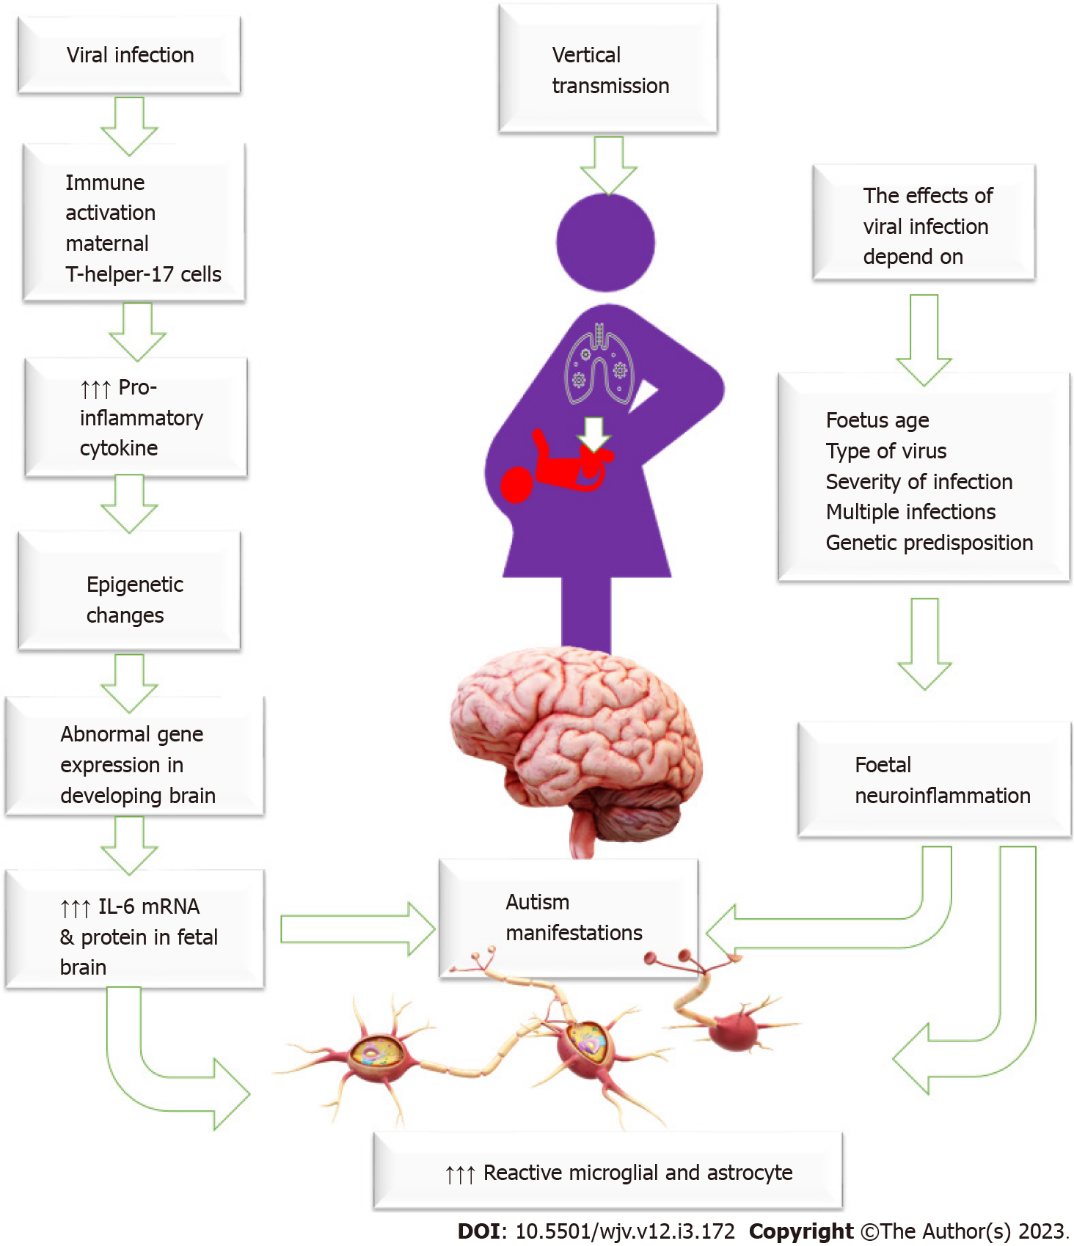 Viral infection
Immune
activation
maternal
T-helper-17 cells
↑↑↑ Pro-
inflammatory
cytokine
Epigenetic
changes
Abnormal gene
expression in
developing brain
↑↑↑ IL-6 mRNA
& protein in fetal
brain
Vertical
transmission
Autism
manifestations
The effects of
viral infection
depend on
Foetus age
Type of virus
Severity of infection
Multiple infections
Genetic predisposition
Foetal
neuroinflammation
↑↑↑ Reactive microglial and astrocyte
DOI: 10.5501/wjv.v12.i3.172 Copyright ©The Author(s) 2023.